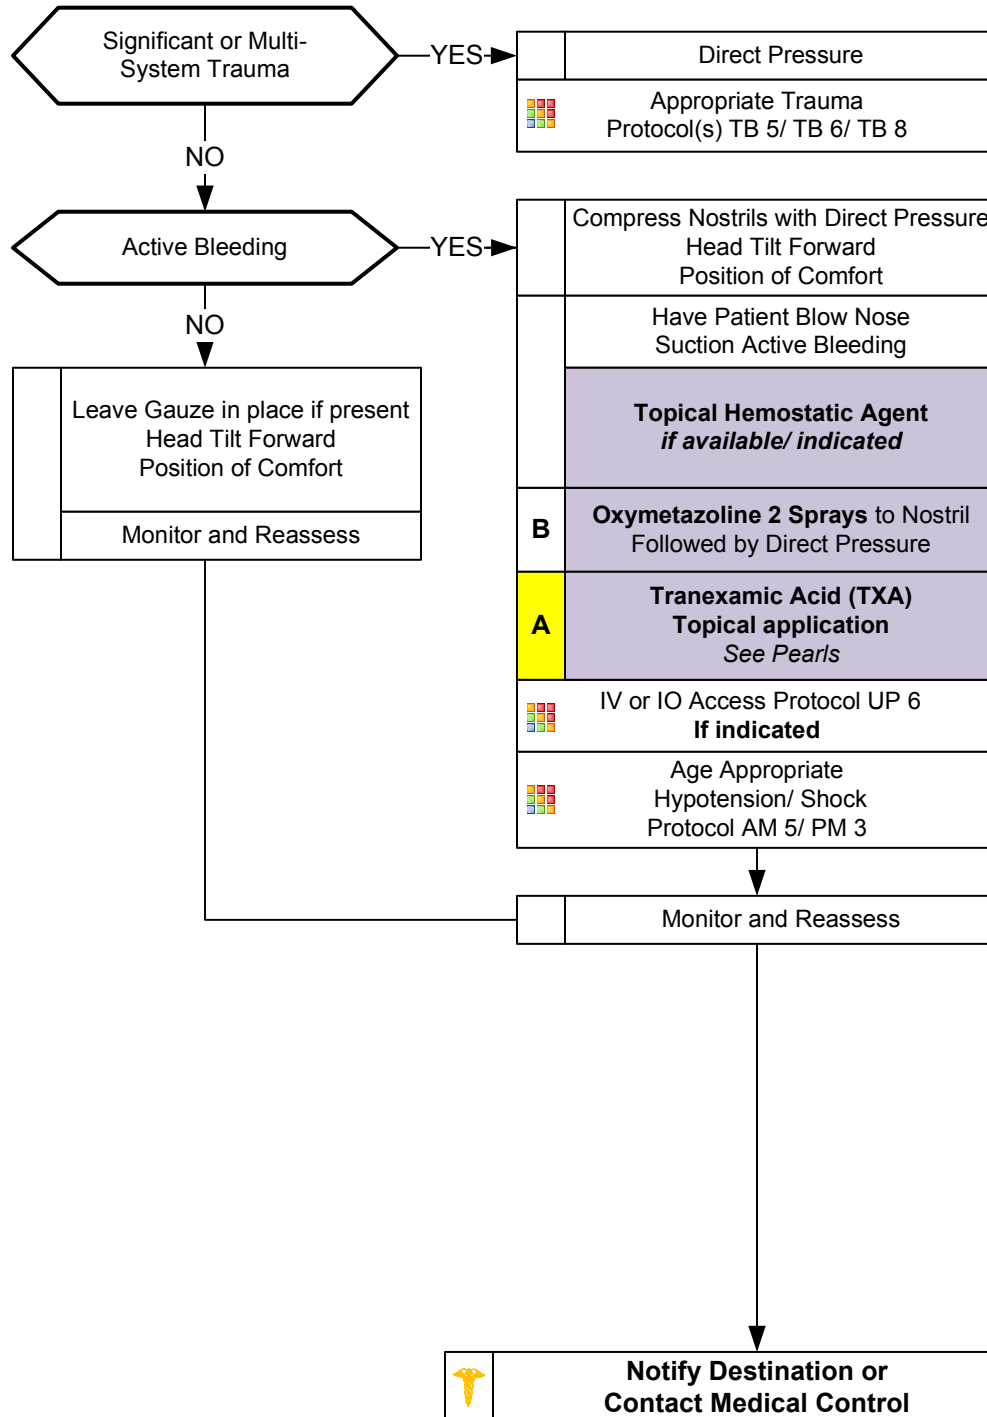 Significant or Multi-
System Trauma
YES
Direct Pressure
Appropriate Trauma
Protocol(s) TB 5/ TB 6/ TB 8
NO
Active Bleeding
YES
Compress Nostrils with Direct Pressure
Head Tilt Forward
Position of Comfort
Have Patient Blow Nose
Suction Active Bleeding
Topical Hemostatic Agent
if available/ indicated
B
Oxymetazoline 2 Sprays to Nostril
Followed by Direct Pressure
A
Tranexamic Acid (TXA)
Topical application
See Pearls
IV or IO Access Protocol UP 6
If indicated
Age Appropriate
Hypotension/ Shock
Protocol AM 5/ PM 3
NO
Leave Gauze in place if present
Head Tilt Forward
Position of Comfort
Monitor and Reassess
Monitor and Reassess
Notify Destination or
Contact Medical Control